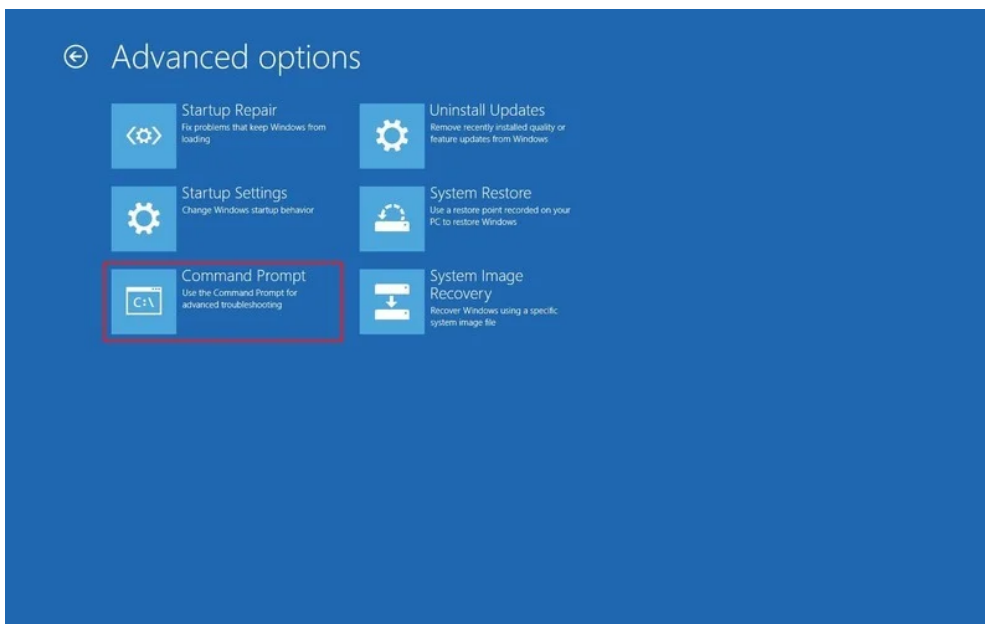 Advanced options
Startup Repair
Fix problems that keep Windows from
loading
Uninstall Updates
Remove recently installed quality or
feature updates from Windows
Startup Settings
Change Windows startup behavior
System Restore
Use a restore point recorded on your
PC to restore Windows
C:\
Command Prompt
Use the Command Prompt for
advanced troubleshooting
System Image
Recovery
Recover Windows using a specific
system image file